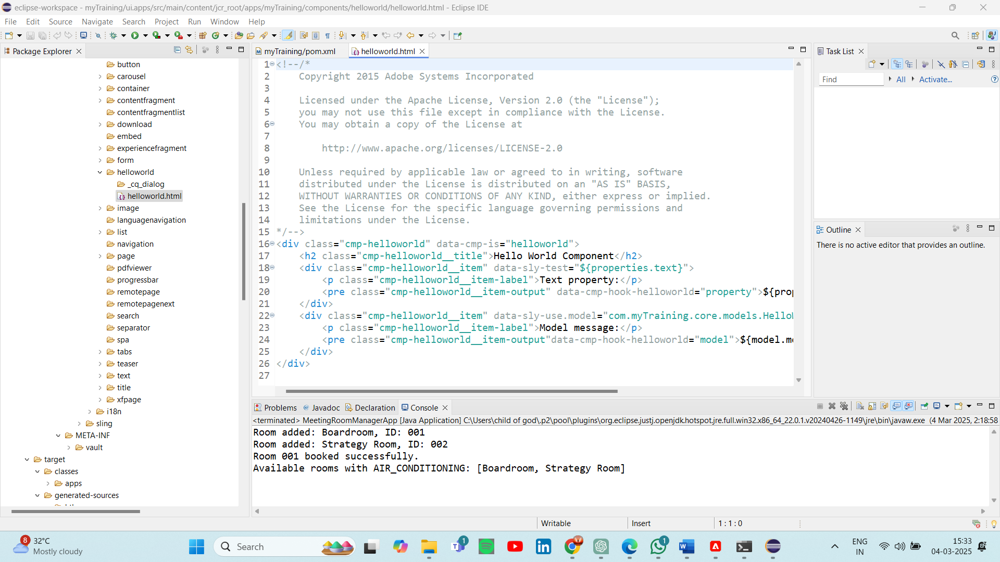 eclipse-workspace - myTraining/ui.apps/src/main/content/jcr_root/apps/myTraining/components/helloworld/helloworld.html - Eclipse IDE
File Edit Source Navigate Search Project Run Window Help
Package Explorer
button
carousel
container
contentfragment
contentfragmentlist
download
embed
experiencefragment
form
helloworld
_cq_dialog
helloworld.html
image
languagenavigation
list
navigation
page
pdfviewer
progressbar
remotepage
remotepagenext
search
separator
spa
tabs
teaser
text
title
xfpage
i18n
sling
META-INF
vault
target
classes
apps
generated-sources
myTraining/pom.xml helloworld.html
1 <!--/*
2 Copyright 2015 Adobe Systems Incorporated
3
4 Licensed under the Apache License, Version 2.0 (the "License");
5 you may not use this file except in compliance with the License.
6 You may obtain a copy of the License at
7
8 http://www.apache.org/licenses/LICENSE-2.0
9
10 Unless required by applicable law or agreed to in writing, software
11 distributed under the License is distributed on an "AS IS" BASIS,
12 WITHOUT WARRANTIES OR CONDITIONS OF ANY KIND, either express or implied.
13 See the License for the specific language governing permissions and
14 limitations under the License.
15 */-->
16 <div class="cmp-helloworld" data-cmp-is="helloworld">
17 <h2 class="cmp-helloworld__title">Hello World Component</h2>
18 <div class="cmp-helloworld__item" data-sly-test="${properties.text}">
19 <p class="cmp-helloworld__item-label">Text property:</p>
20 <pre class="cmp-helloworld__item-output" data-cmp-hook-helloworld="property">${prop
21 </div>
22 <div class="cmp-helloworld__item" data-sly-use.model="com.myTraining.core.models.Hello
23 <p class="cmp-helloworld__item-label">Model message:</p>
24 <pre class="cmp-helloworld__item-output"data-cmp-hook-helloworld="model">${model.me
25 </div>
26 </div>
27
Task List
Find All Activate...
Outline
There is no active editor that provides an outline.
Problems Javadoc Declaration Console
<terminated> MeetingRoomManagerApp [Java Application] C:\Users\child of god\.p2\pool\plugins\org.eclipse.justj.openjdk.hotspot.jre.full.win32.x86_64_22.0.1.v20240426-1149\jre\bin\javaw.exe (4 Mar 2025, 2:18:58
Room added: Boardroom, ID: 001
Room added: Strategy Room, ID: 002
Room 001 booked successfully.
Available rooms with AIR_CONDITIONING: [Boardroom, Strategy Room]
Writable Insert 1 : 1 : 0
8
32°C
Mostly cloudy
Search
1
1
ENG
IN
15:33
04-03-2025